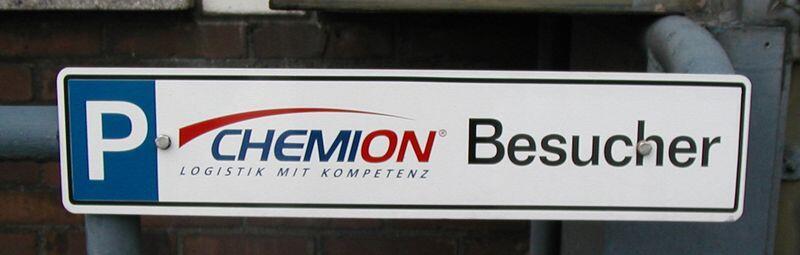 P
CHEMION®
LOGISTIK MIT KOMPETENZ
Besucher